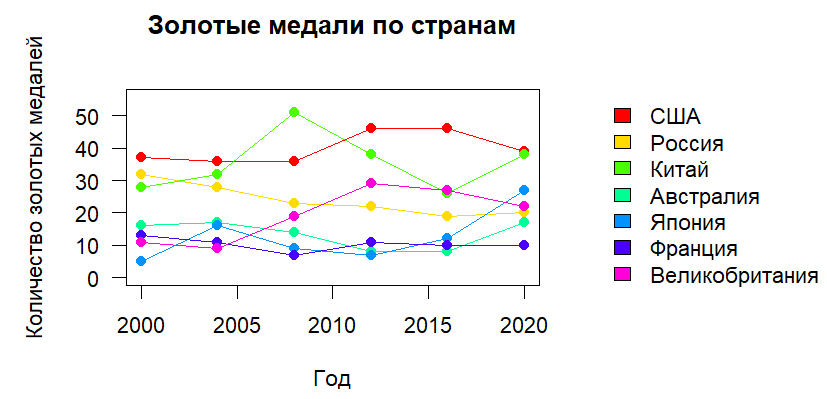 Золотые медали по странам
Количество золотых медалей
50
40
30
20
10
0
2000 2005 2010 2015 2020
Год
США
Россия
Китай
Австралия
Япония
Франция
Великобритания